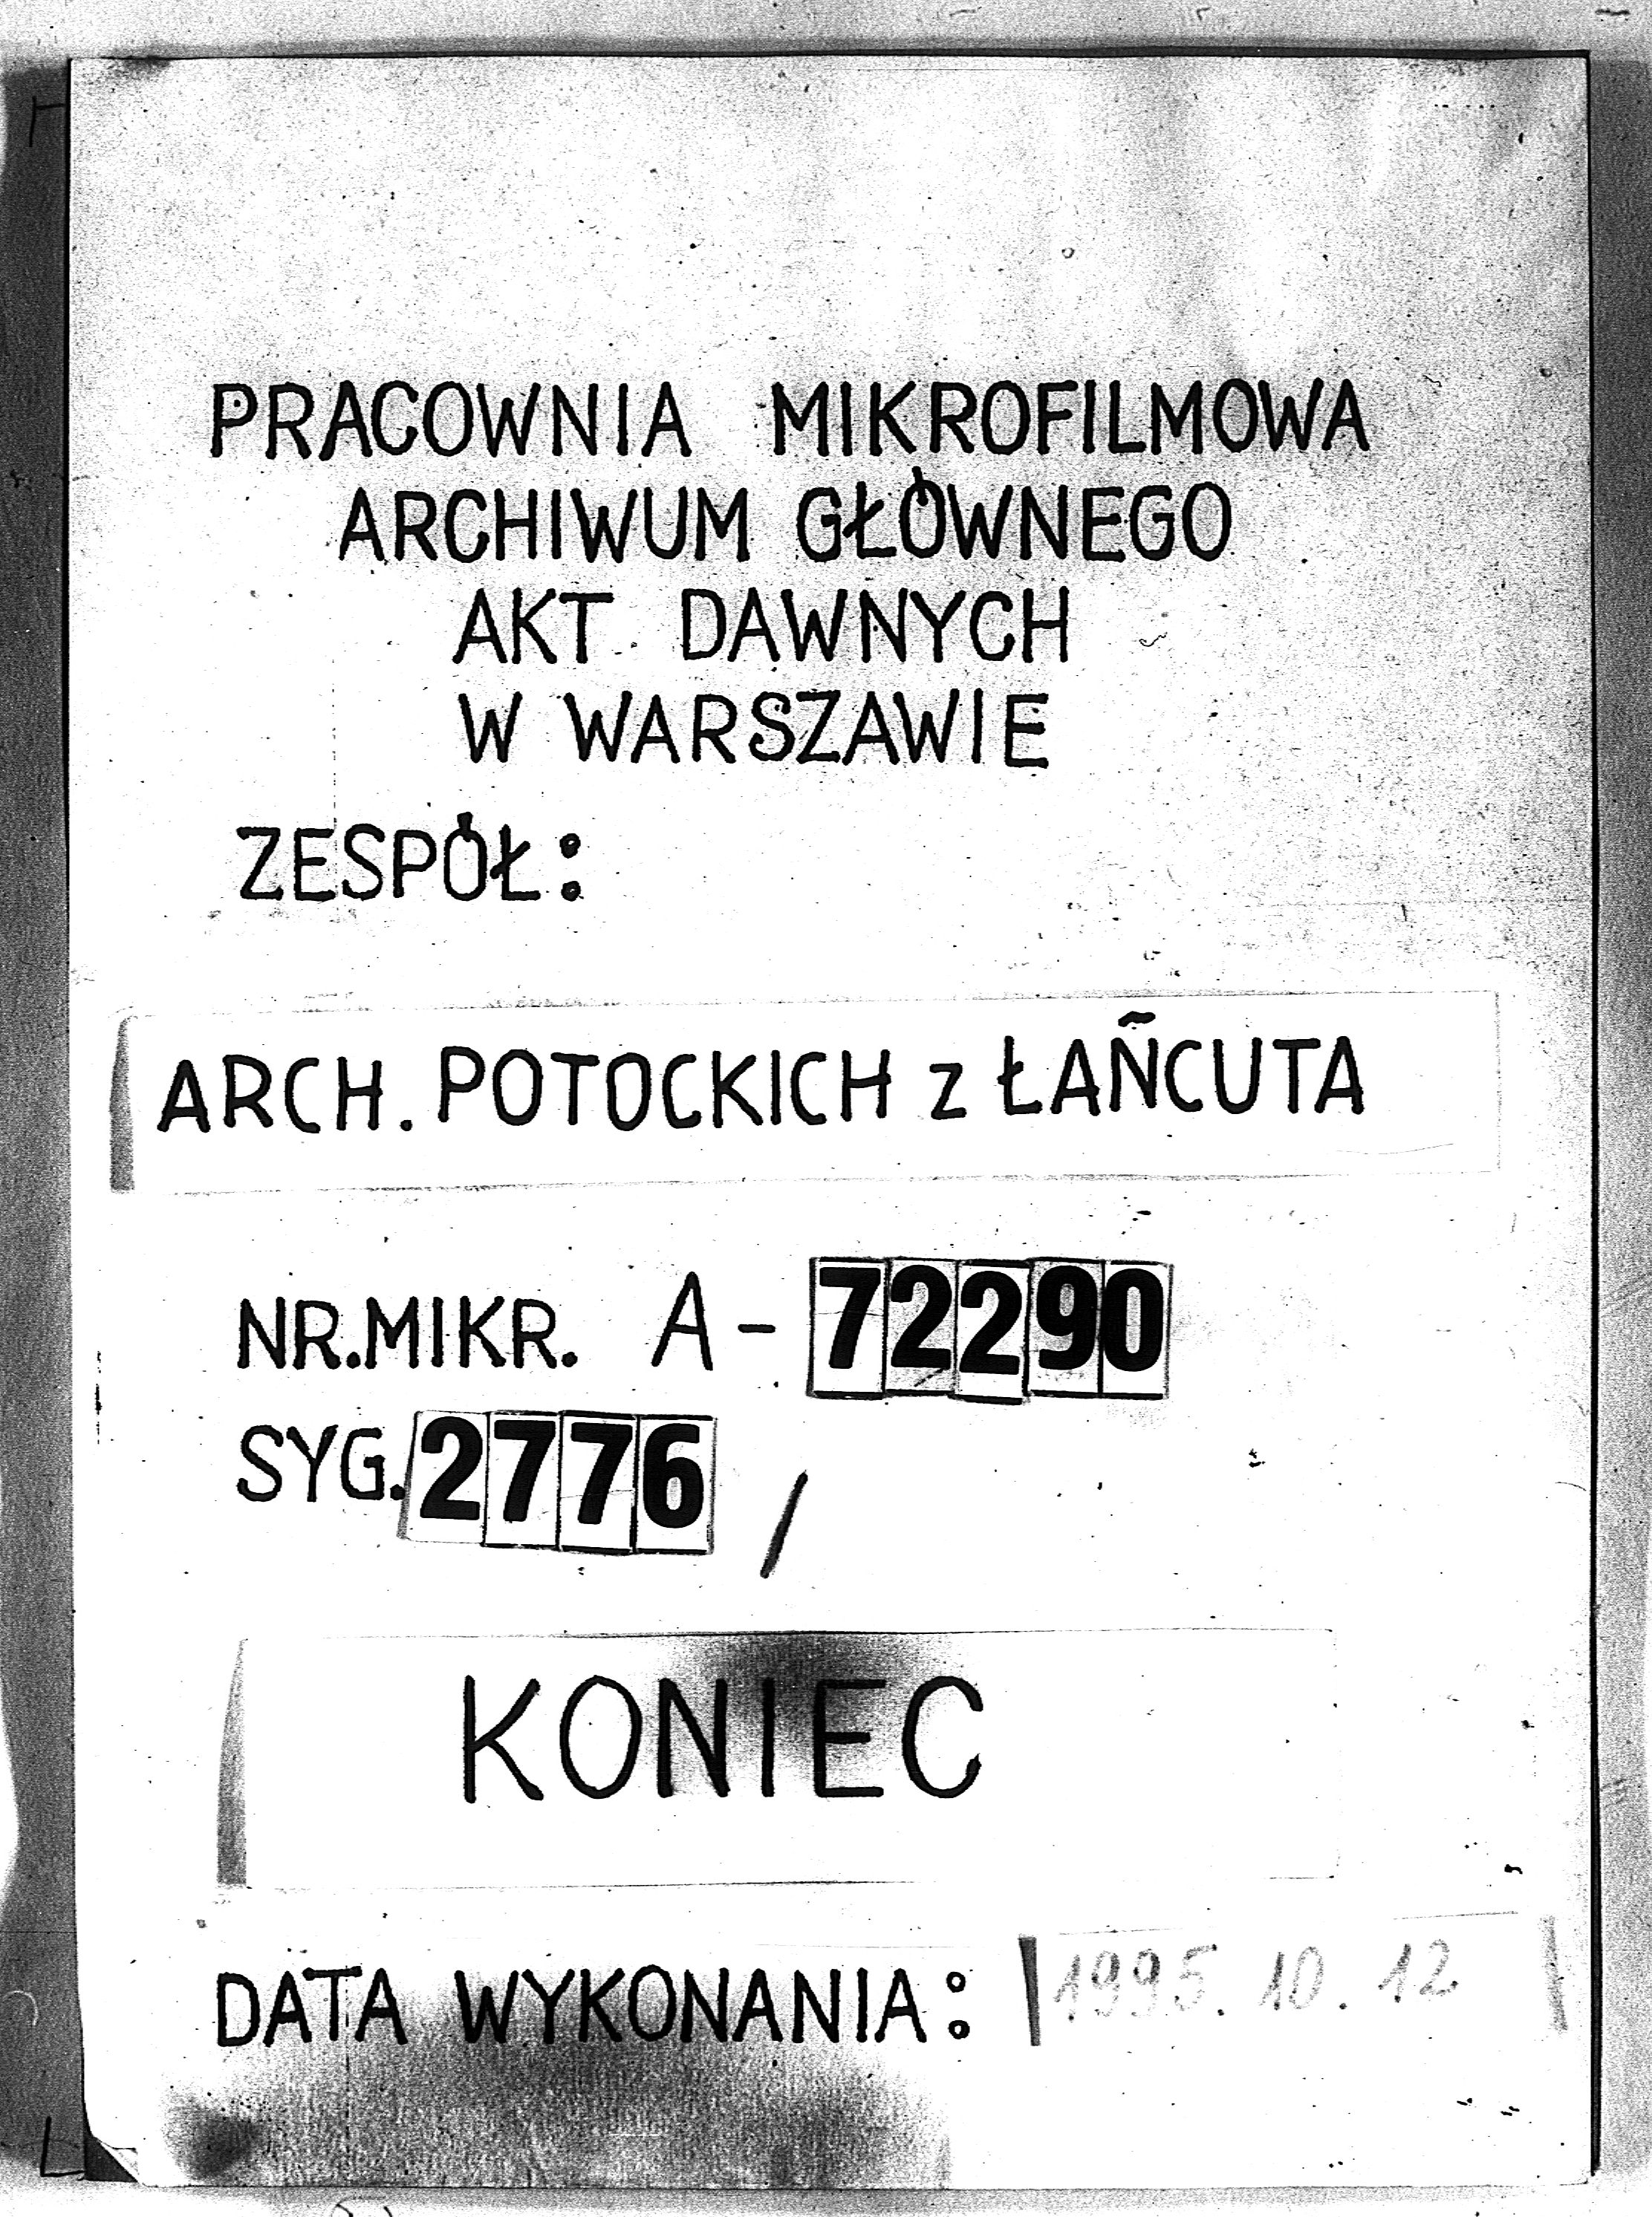 PRACOWNIA MIKROFILMOWA
ARCHIWUM GŁÓWNEGO
AKT DAWNYCH
W WARSZAWIE
ZESPÓŁ:
ARCH. POTOCKICH z ŁAŃCUTA
NR.MIKR. A-72290
SYG. 2776 /
KONIEC
DATA WYKONANIA: 1995.10.12